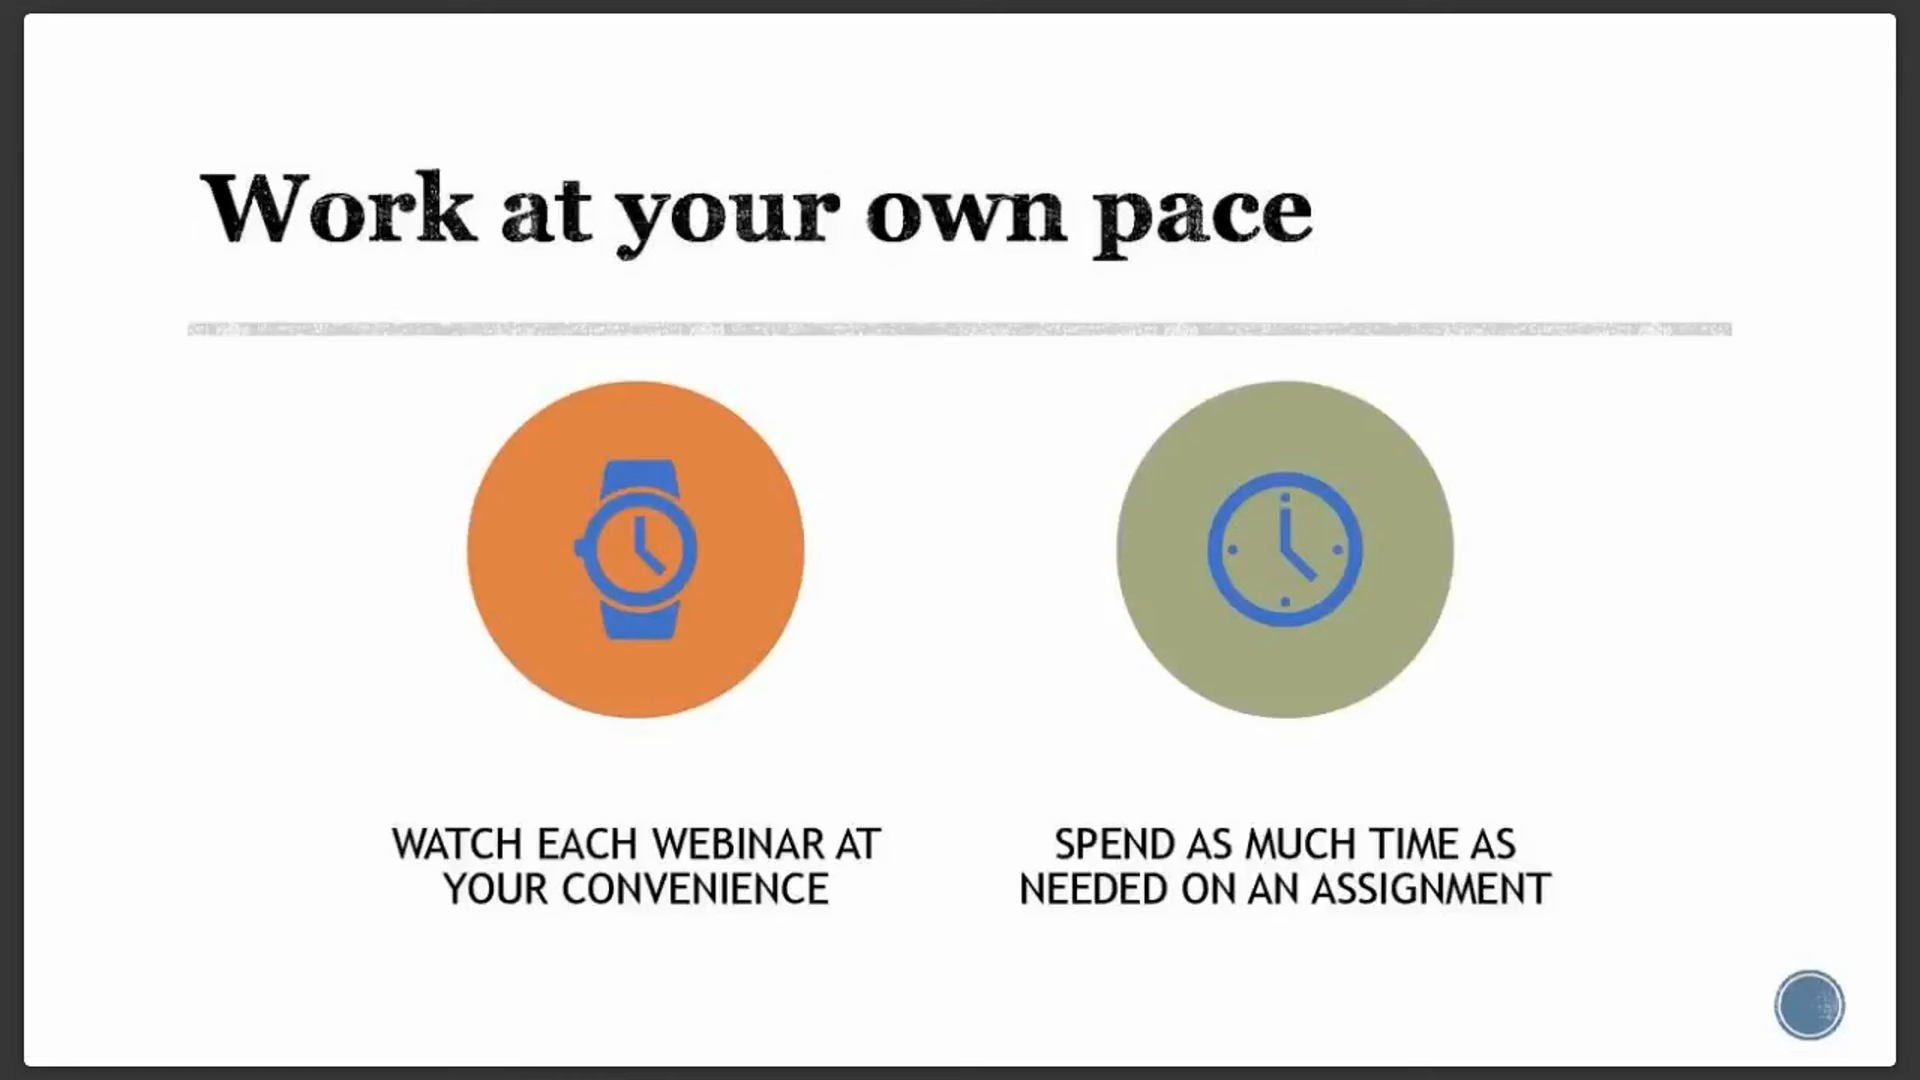 Work at your own pace
WATCH EACH WEBINAR AT
YOUR CONVENIENCE
SPEND AS MUCH TIME AS
NEEDED ON AN ASSIGNMENT